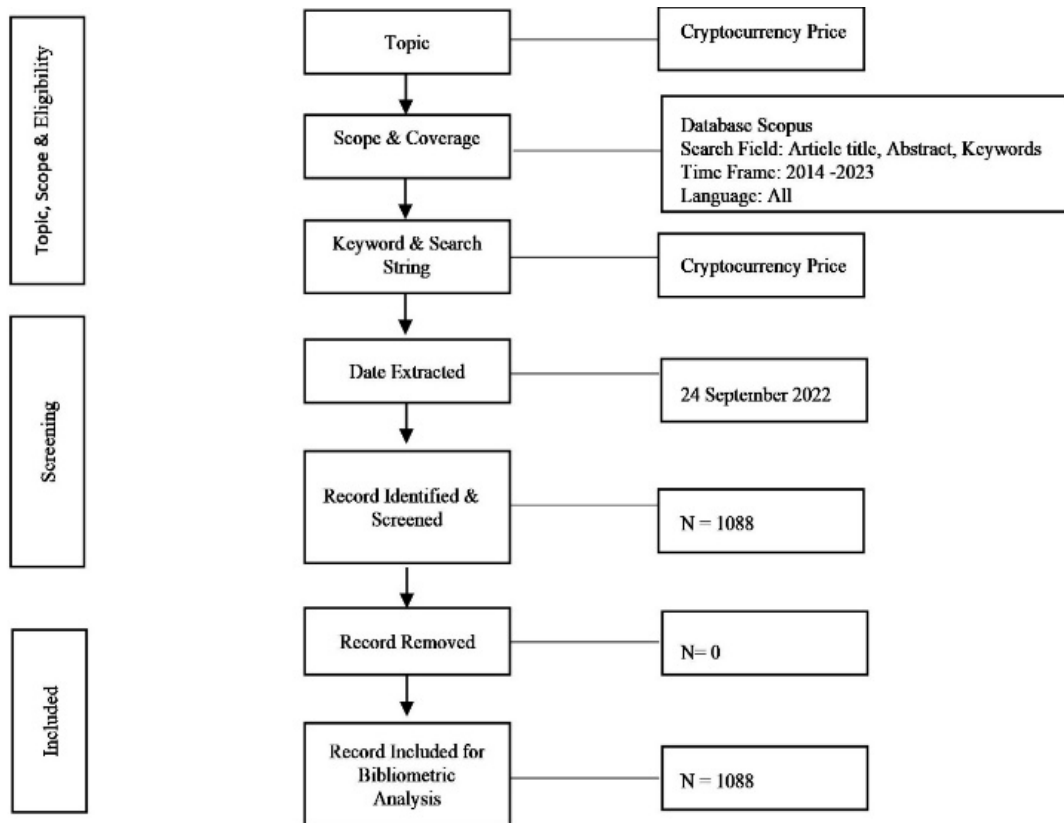 Topic, Scope & Eligibility
Topic
Cryptocurrency Price
Scope & Coverage
Database Scopus
Search Field: Article title, Abstract, Keywords
Time Frame: 2014 -2023
Language: All
Keyword & Search
String
Cryptocurrency Price
Screening
Date Extracted
24 September 2022
Record Identified &
Screened
N = 1088
Included
Record Removed
N= 0
Record Included for
Bibliometric
Analysis
N = 1088